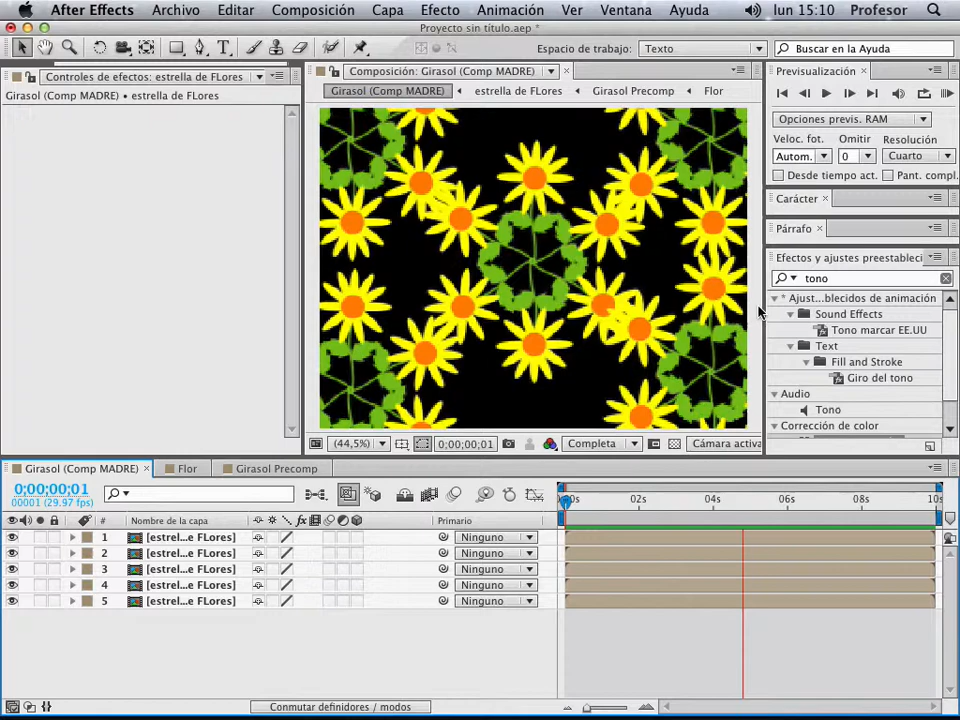 After Effects Archivo Editar Composición Capa Efecto Animación Ver Ventana Ayuda lun 15:10 Profesor
Proyecto sin título.aep *
Espacio de trabajo: Texto Buscar en la Ayuda
Controles de efectos: estrella de FLores
Girasol (Comp MADRE) • estrella de FLores
Composición: Girasol (Comp MADRE)
Girasol (Comp MADRE) estrella de FLores Girasol Precomp Flor
(44,5%) 0;00;00;01 Completa Cámara activa
Previsualización
Opciones previs. RAM
Veloc. fot. Omitir Resolución
Autom. 0 Cuarto
Desde tiempo act. Pant. compl.
Carácter
Párrafo
Efectos y ajustes preestableci
tono
* Ajust...blecidos de animación
Sound Effects
Tono marcar EE.UU
Text
Fill and Stroke
Giro del tono
Audio
Tono
Corrección de color
Girasol (Comp MADRE) Flor Girasol Precomp
0;00;00;01
00001 (29.97 fps)
00s 02s 04s 06s 08s 10s
# Nombre de la capa fx Primario
1 [estrel...e FLores] Ninguno
2 [estrel...e FLores] Ninguno
3 [estrel...e FLores] Ninguno
4 [estrel...e FLores] Ninguno
5 [estrel...e FLores] Ninguno
Conmutar definidores / modos